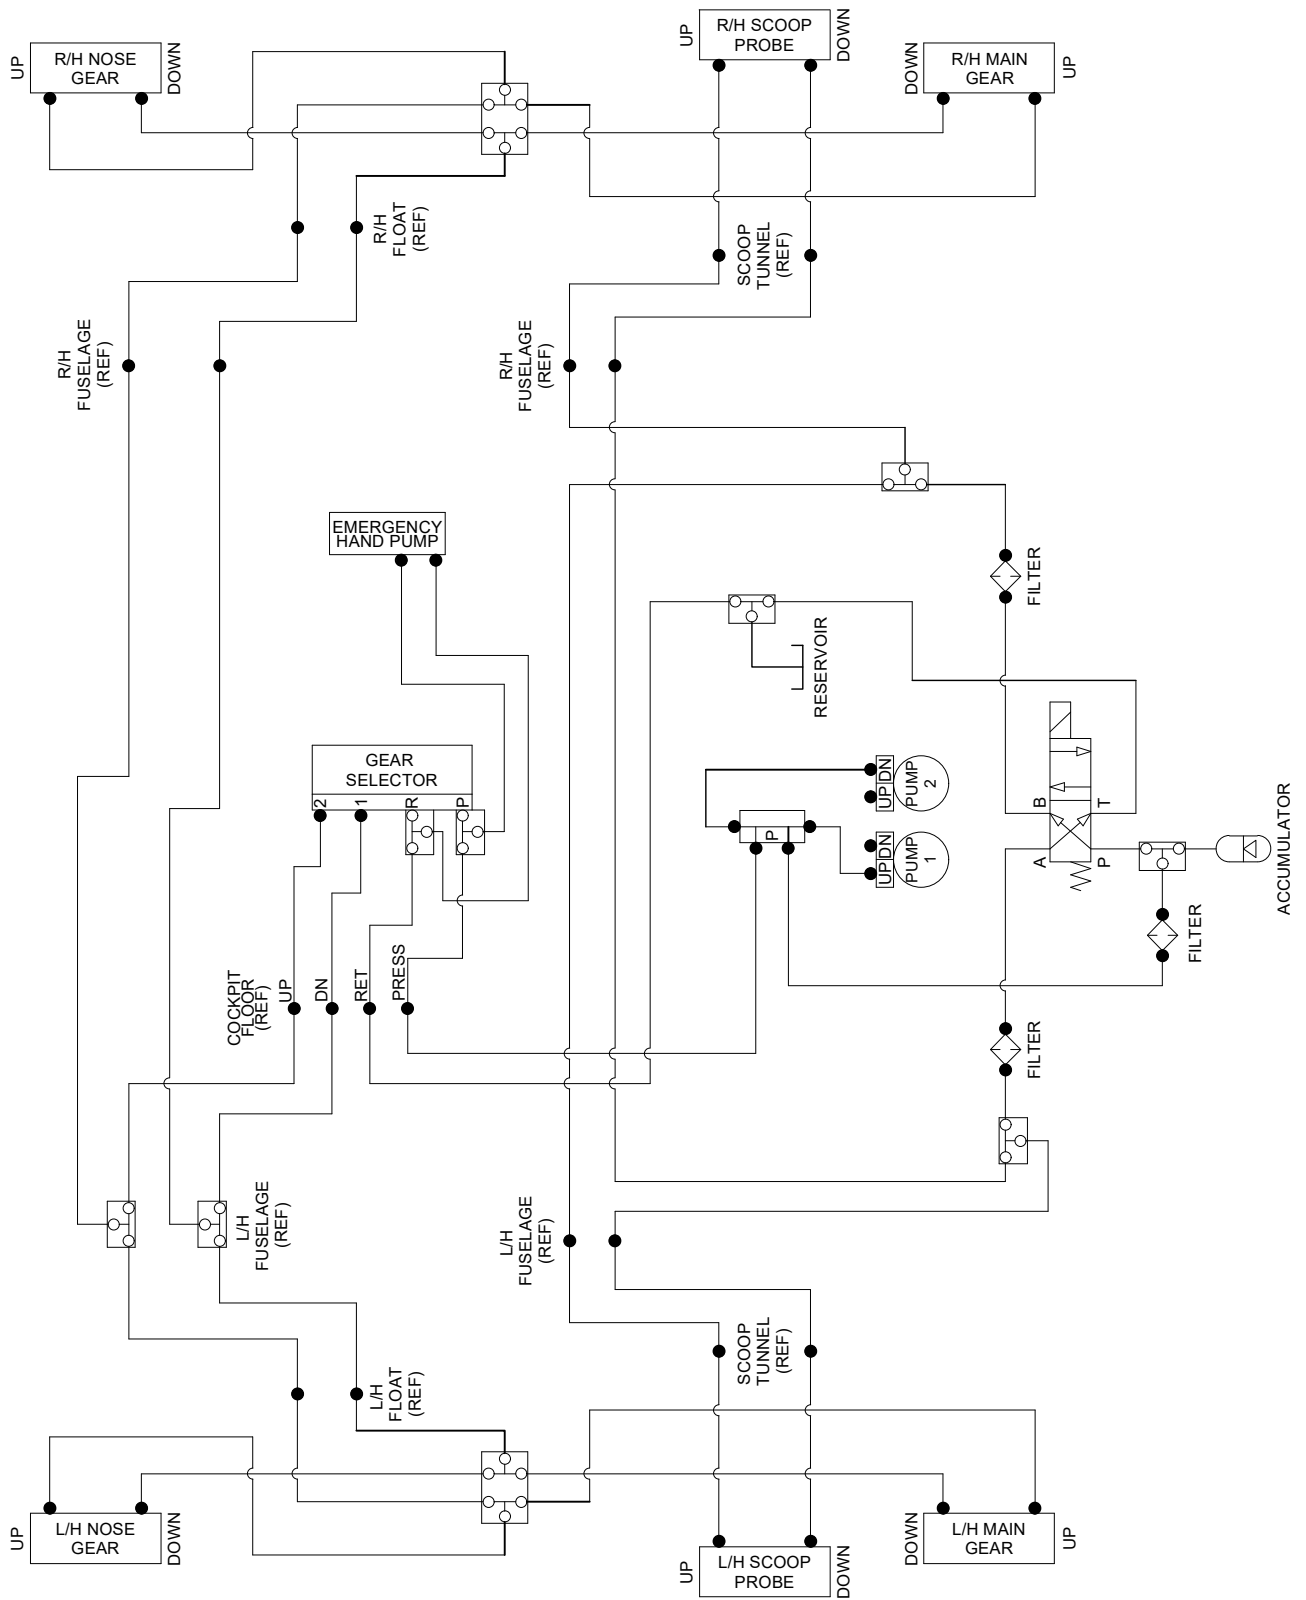 UP
R/H NOSE
GEAR
DOWN
UP
R/H SCOOP
PROBE
DOWN
DOWN
R/H MAIN
GEAR
UP
R/H
FLOAT
(REF)
SCOOP
TUNNEL
(REF)
R/H
FUSELAGE
(REF)
R/H
FUSELAGE
(REF)
EMERGENCY
HAND PUMP
FILTER
RESERVOIR
GEAR
SELECTOR
2
1
R
P
UP
DN
PUMP
2
P
UP
DN
PUMP
1
B
T
A
P
ACCUMULATOR
FILTER
COCKPIT
FLOOR
(REF)
UP
DN
RET
PRESS
FILTER
L/H
FUSELAGE
(REF)
L/H
FUSELAGE
(REF)
SCOOP
TUNNEL
(REF)
L/H
FLOAT
(REF)
UP
L/H NOSE
GEAR
DOWN
UP
L/H SCOOP
PROBE
DOWN
DOWN
L/H MAIN
GEAR
UP